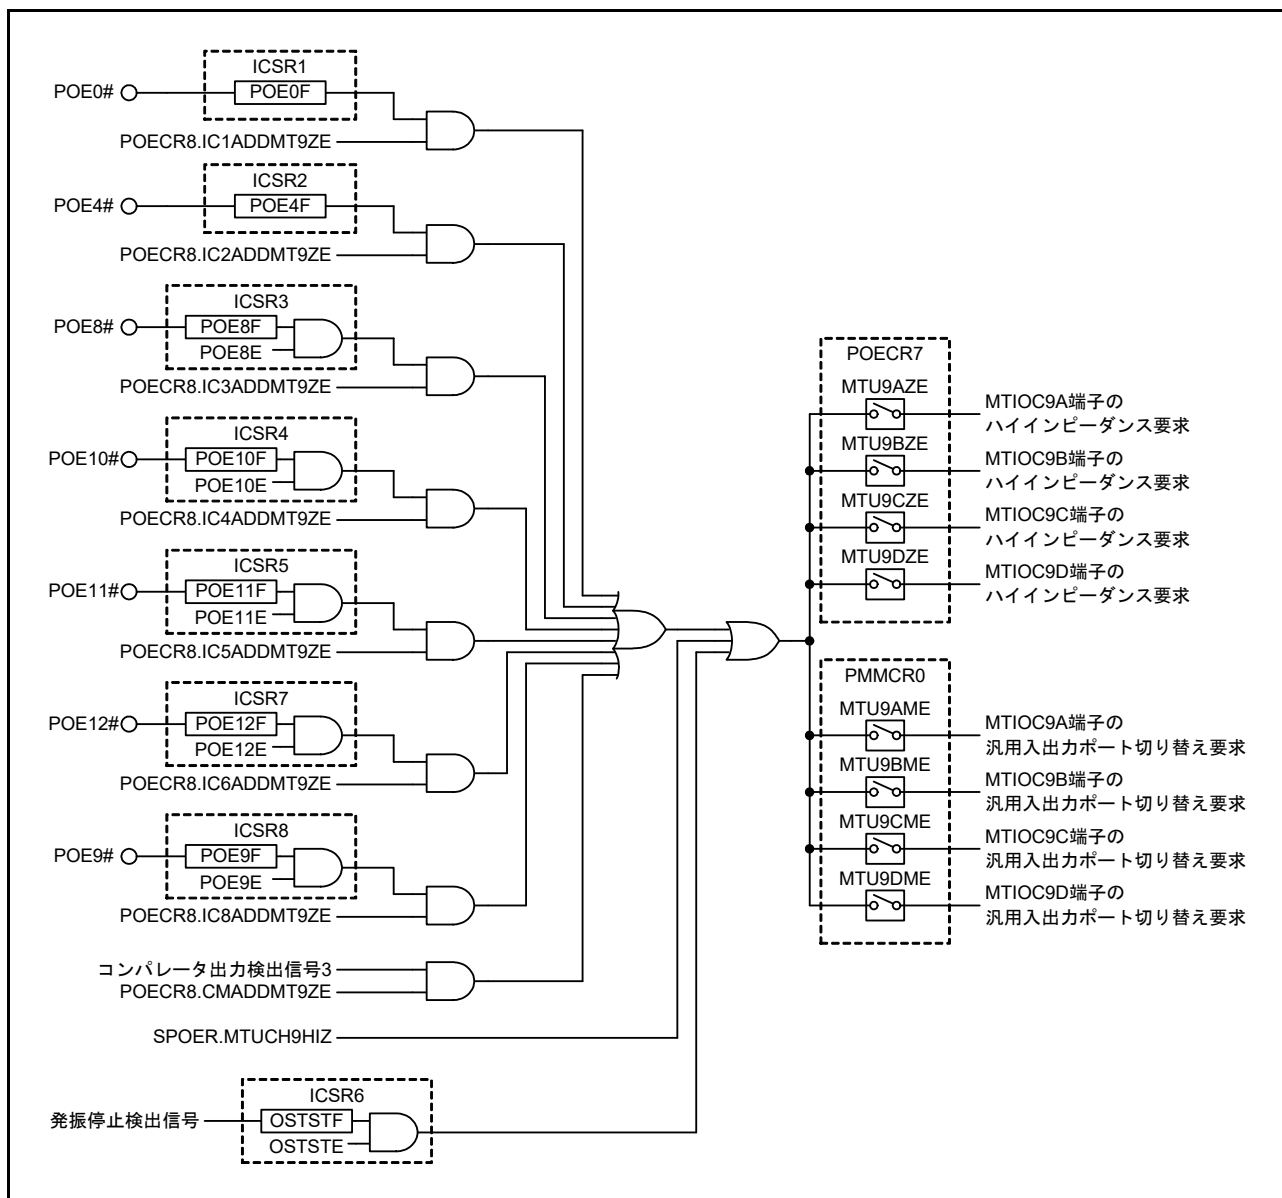 ICSR1
POE0#
POE0F
POECR8.IC1ADDMT9ZE
ICSR2
POE4#
POE4F
POECR8.IC2ADDMT9ZE
ICSR3
POE8#
POE8F
POE8E
POECR8.IC3ADDMT9ZE
ICSR4
POE10#
POE10F
POE10E
POECR8.IC4ADDMT9ZE
ICSR5
POE11#
POE11F
POE11E
POECR8.IC5ADDMT9ZE
ICSR7
POE12#
POE12F
POE12E
POECR8.IC6ADDMT9ZE
ICSR8
POE9#
POE9F
POE9E
POECR8.IC8ADDMT9ZE
コンパレータ出力検出信号3
POECR8.CMADDMT9ZE
SPOER.MTUCH9HIZ
ICSR6
発振停止検出信号
OSTSTF
OSTSTE
POECR7
MTU9AZE
MTIOC9A端子の
ハイインピーダンス要求
MTU9BZE
MTIOC9B端子の
ハイインピーダンス要求
MTU9CZE
MTIOC9C端子の
ハイインピーダンス要求
MTU9DZE
MTIOC9D端子の
ハイインピーダンス要求
PMMCR0
MTU9AME
MTIOC9A端子の
汎用入出力ポート切り替え要求
MTU9BME
MTIOC9B端子の
汎用入出力ポート切り替え要求
MTU9CME
MTIOC9C端子の
汎用入出力ポート切り替え要求
MTU9DME
MTIOC9D端子の
汎用入出力ポート切り替え要求